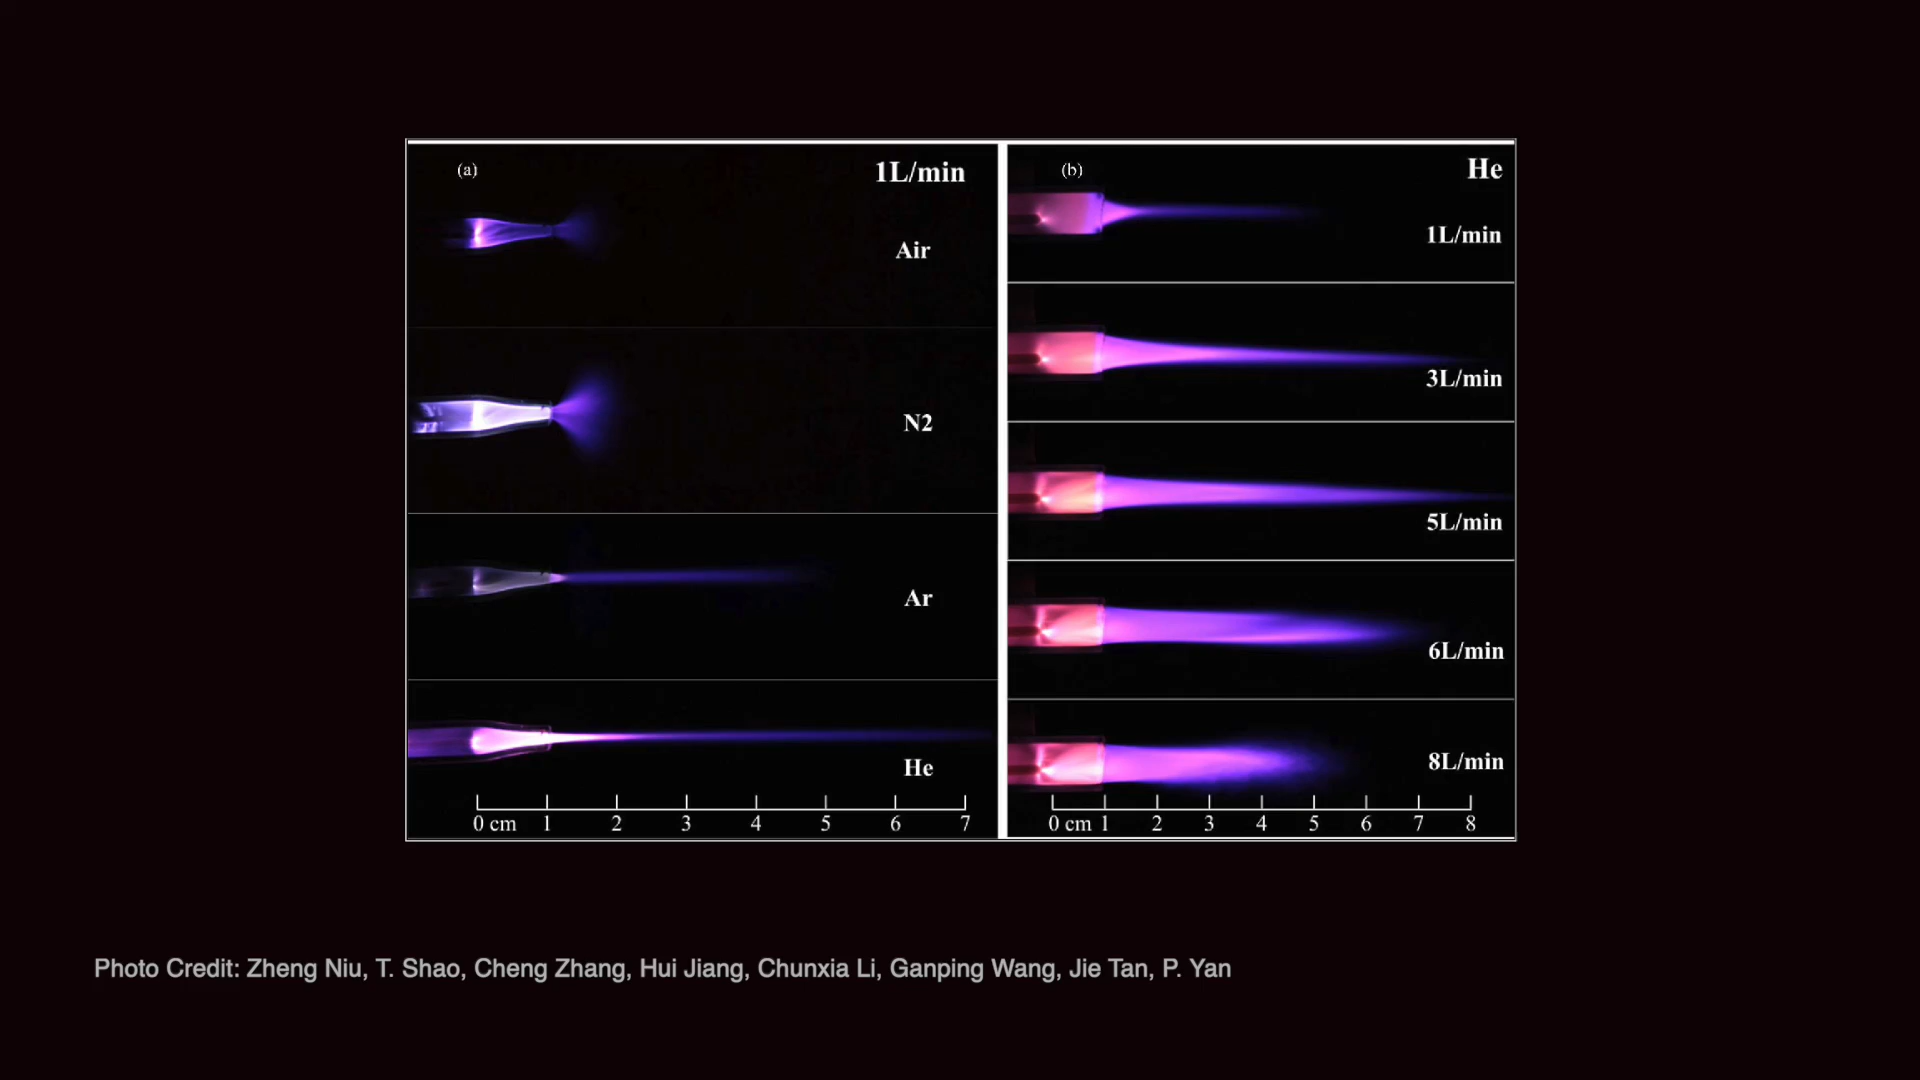 (a)
1L/min
Air
N2
Ar
He
0 cm 1 2 3 4 5 6 7
(b)
He
1L/min
3L/min
5L/min
6L/min
8L/min
0 cm 1 2 3 4 5 6 7 8
Photo Credit: Zheng Niu, T. Shao, Cheng Zhang, Hui Jiang, Chunxia Li, Ganping Wang, Jie Tan, P. Yan